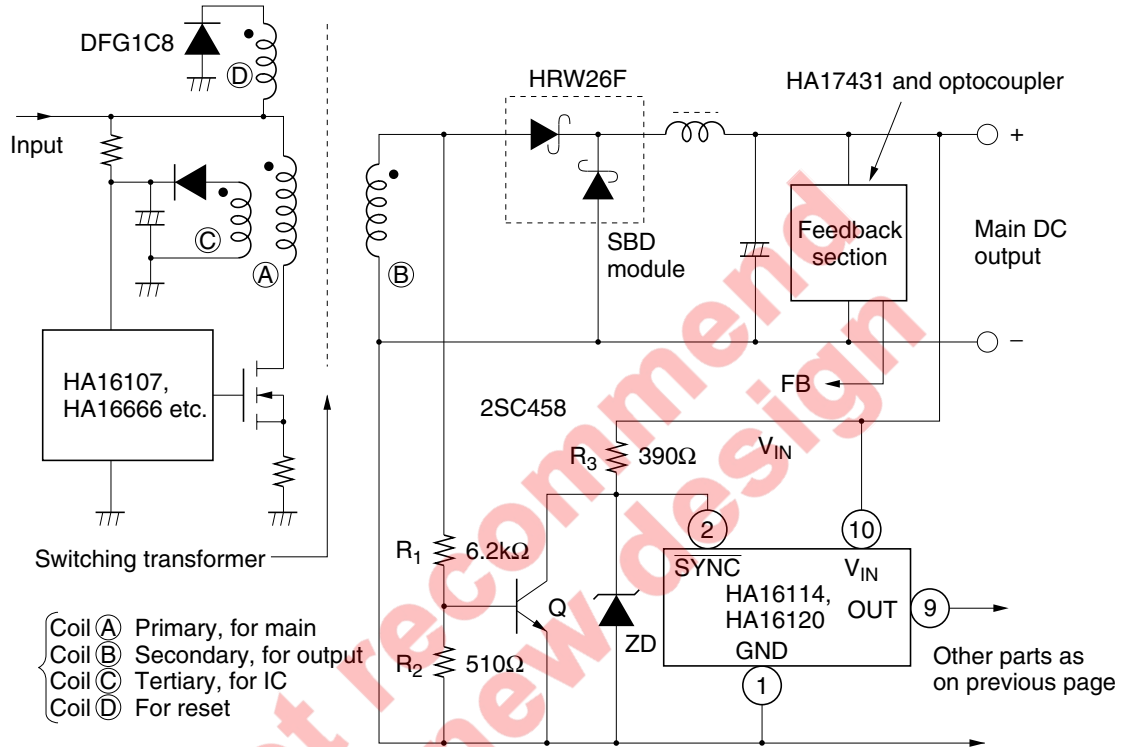 DFG1C8
D
Input
C
A
HA16107,
HA16666 etc.
Switching transformer
Coil A Primary, for main
Coil B Secondary, for output
Coil C Tertiary, for IC
Coil D For reset
B
HRW26F
SBD
module
HA17431 and optocoupler
+
Feedback
section
Main DC
output
−
FB
2SC458
R3 390Ω
VIN
R1 6.2kΩ
R2 510Ω
Q
ZD
2
10
SYNC
VIN
HA16114,
HA16120
OUT
9
GND
1
Other parts as
on previous page